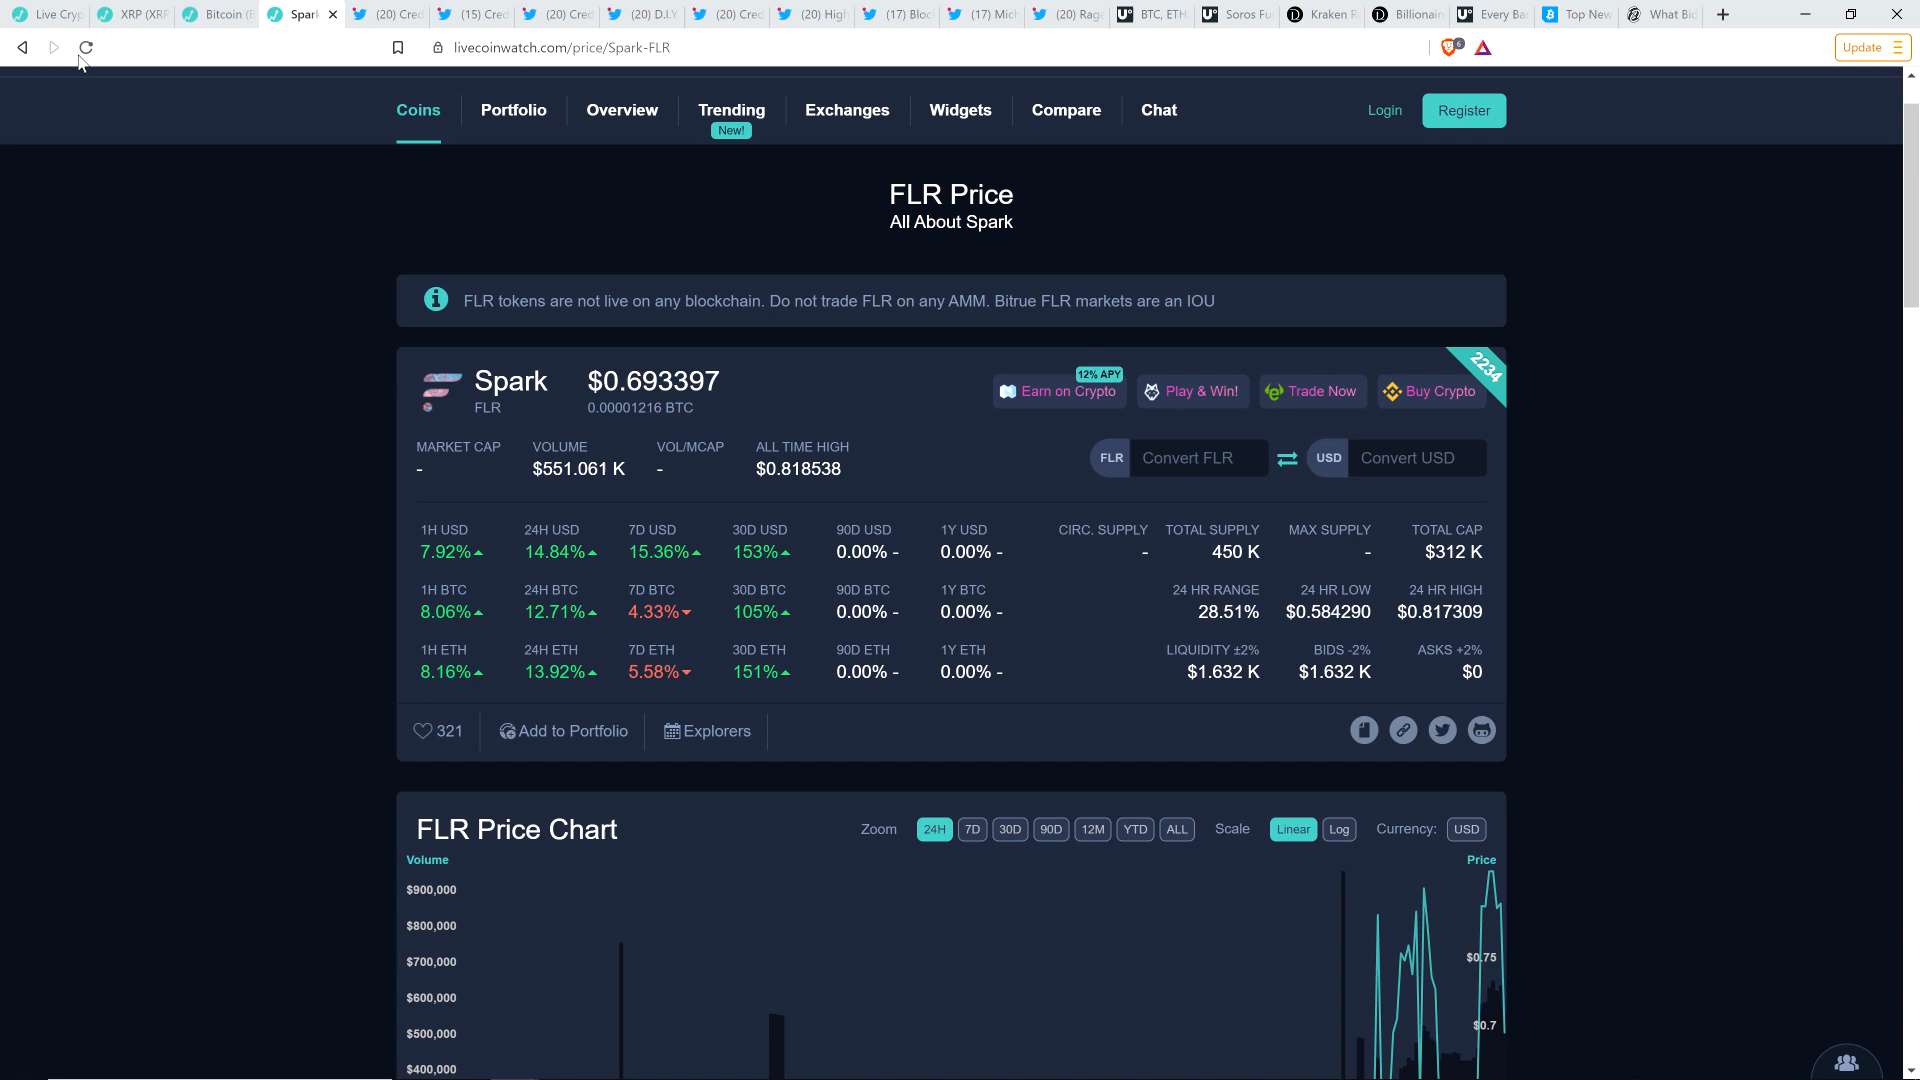 Live Cryp
XRP (XRP
Bitcoin (B
Spark
(20) Cred
(15) Cred
(20) Cred
(20) D.I.Y
(20) Cred
(20) High
(17) Bloc
(17) Mich
(20) Rag
BTC, ETH
Soros Fu
Kraken R
Billionair
Every Ba
Top New
What Bi
livecoinwatch.com/price/Spark-FLR
6
Update
Coins Portfolio Overview Trending Exchanges Widgets Compare Chat Login Register
New!
FLR Price
All About Spark
FLR tokens are not live on any blockchain. Do not trade FLR on any AMM. Bitrue FLR markets are an IOU
2234
Spark $0.693397
FLR 0.00001216 BTC
12% APY
Earn on Crypto Play & Win! Trade Now Buy Crypto
MARKET CAP VOLUME VOL/MCAP ALL TIME HIGH
- $551.061 K - $0.818538
FLR Convert FLR USD Convert USD
1H USD 24H USD 7D USD 30D USD 90D USD 1Y USD CIRC. SUPPLY TOTAL SUPPLY MAX SUPPLY TOTAL CAP
7.92% 14.84% 15.36% 153% 0.00% - 0.00% - - 450 K - $312 K
1H BTC 24H BTC 7D BTC 30D BTC 90D BTC 1Y BTC 24 HR RANGE 24 HR LOW 24 HR HIGH
8.06% 12.71% 4.33% 105% 0.00% - 0.00% - 28.51% $0.584290 $0.817309
1H ETH 24H ETH 7D ETH 30D ETH 90D ETH 1Y ETH LIQUIDITY ±2% BIDS -2% ASKS +2%
8.16% 13.92% 5.58% 151% 0.00% - 0.00% - $1.632 K $1.632 K $0
321 Add to Portfolio Explorers
FLR Price Chart Zoom 24H 7D 30D 90D 12M YTD ALL Scale Linear Log Currency: USD
Volume Price
$900,000
$800,000
$700,000 $0.75
$600,000
$500,000 $0.7
$400,000